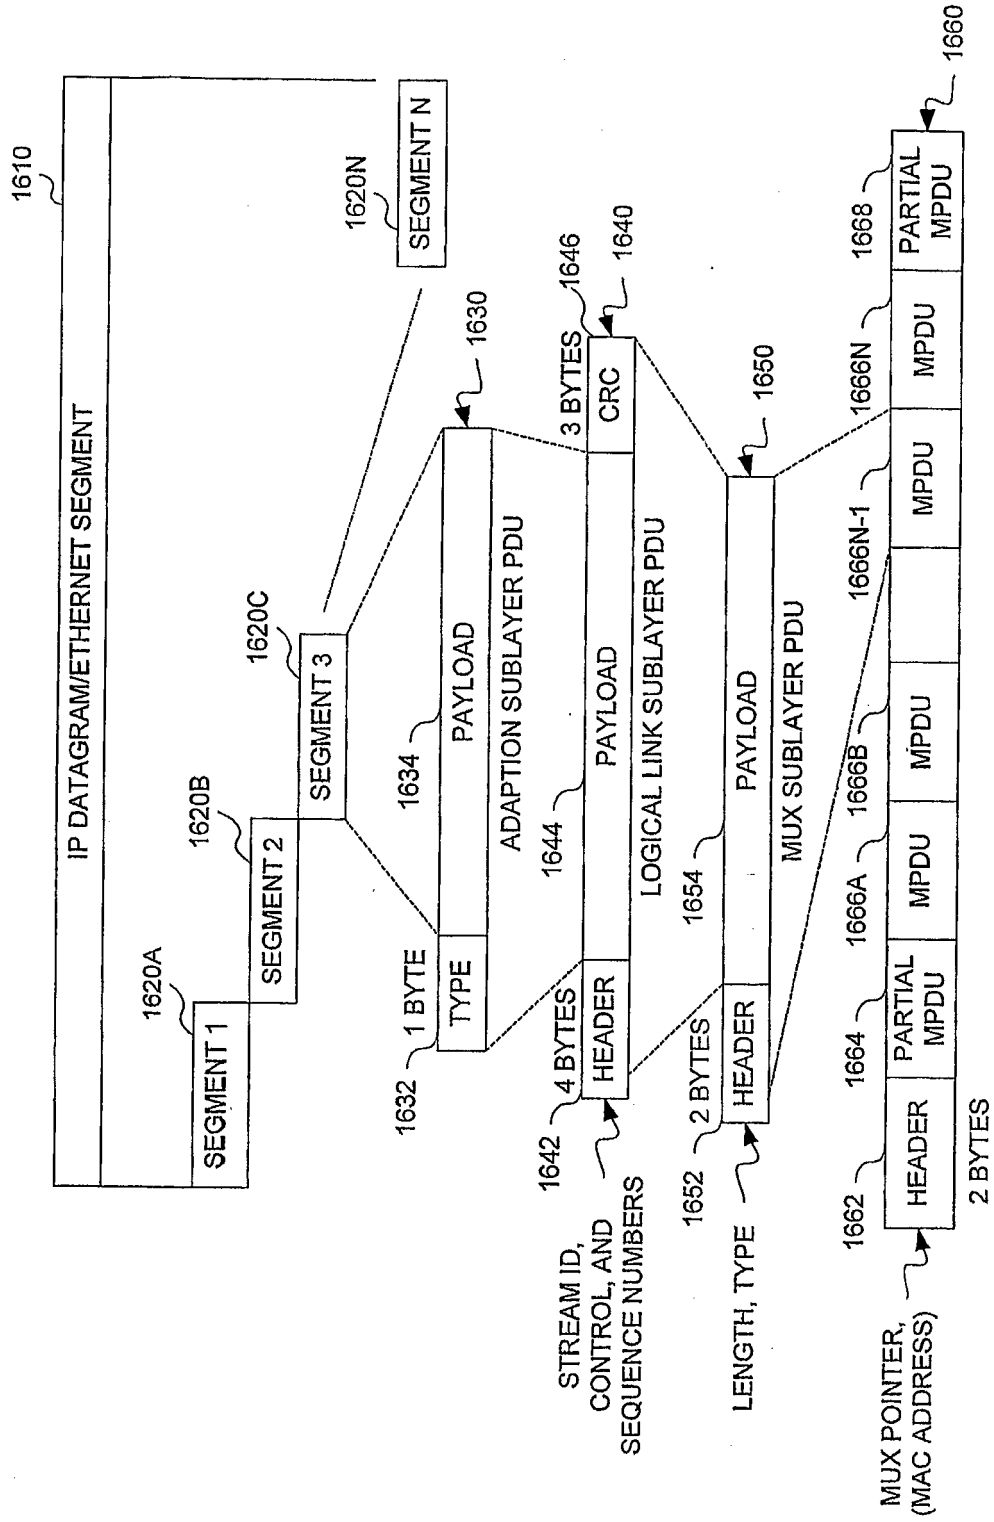 1610
IP DATAGRAM/ETHERNET SEGMENT
1620A
SEGMENT 1
1620B
SEGMENT 2
1620C
SEGMENT 3
1620N
SEGMENT N
1632
1 BYTE
1634
1630
TYPE
PAYLOAD
ADAPTION SUBLAYER PDU
1642
4 BYTES
1644
3 BYTES
1646
1640
HEADER
PAYLOAD
CRC
STREAM ID,
CONTROL, AND
SEQUENCE NUMBERS
LOGICAL LINK SUBLAYER PDU
1652
2 BYTES
1654
1650
HEADER
PAYLOAD
LENGTH, TYPE
MUX SUBLAYER PDU
1662
1664
1666A
1666B
1666N-1
1666N
1668
1660
HEADER
PARTIAL
MPDU
MPDU
MPDU
MPDU
MPDU
PARTIAL
MPDU
MUX POINTER,
(MAC ADDRESS)
2 BYTES